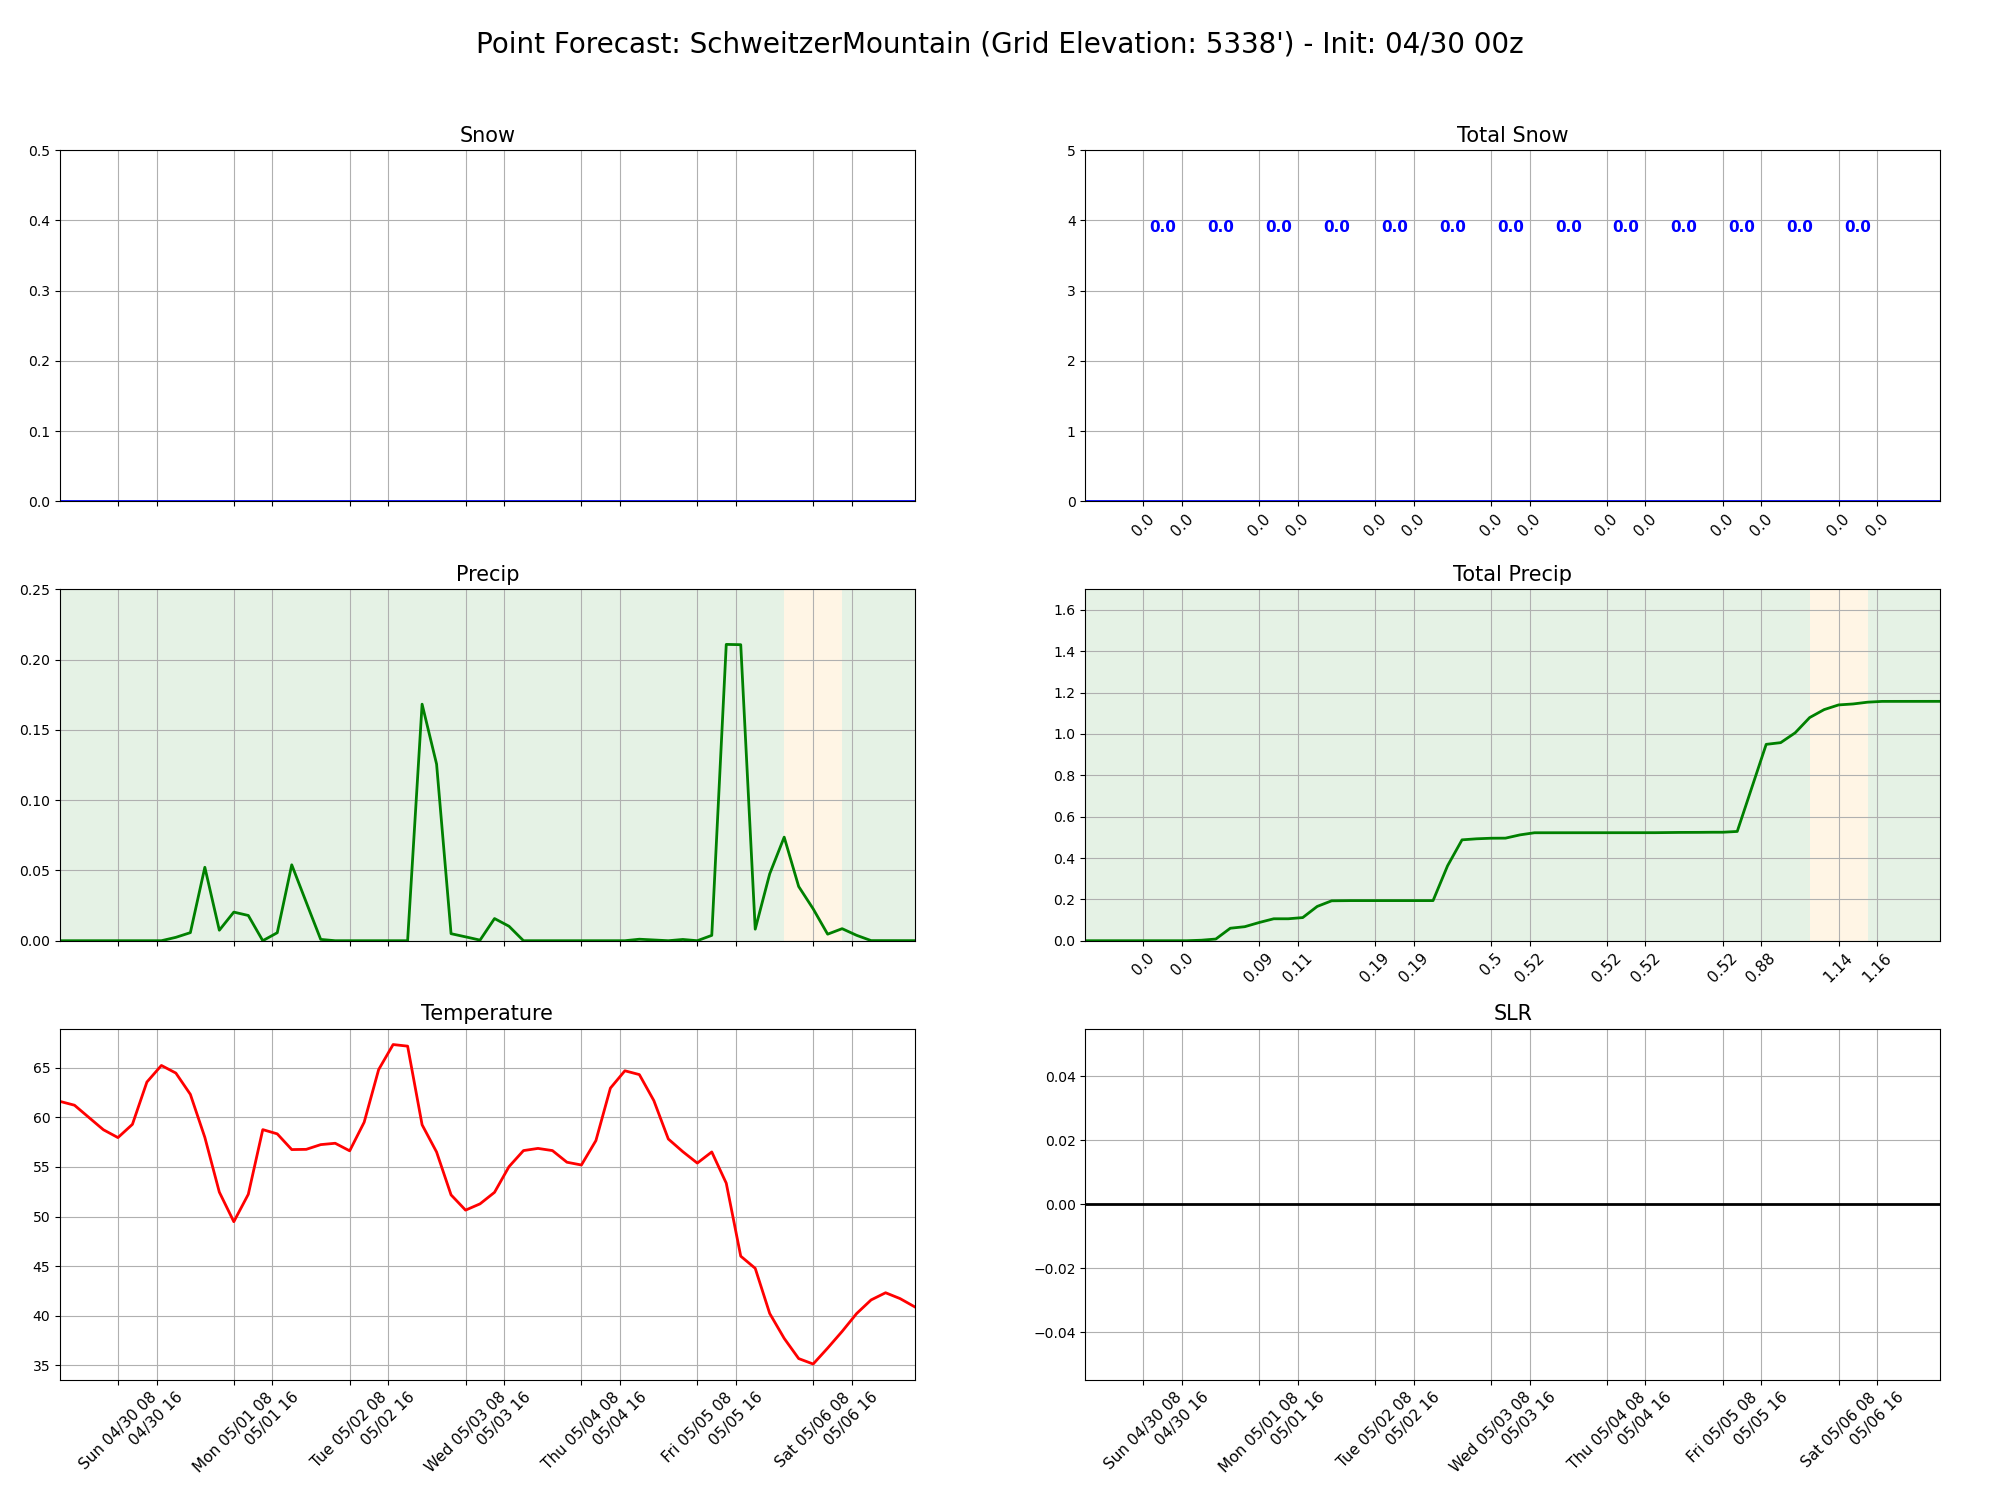 Point Forecast: SchweitzerMountain (Grid Elevation: 5338') - Init: 04/30 00z
Snow
0.5
0.4
0.3
0.2
0.1
0.0
Total Snow
5
4
3
2
1
0
0.0 0.0 0.0 0.0 0.0 0.0 0.0 0.0 0.0 0.0 0.0 0.0 0.0
0.0 0.0 0.0 0.0 0.0 0.0 0.0 0.0 0.0 0.0 0.0 0.0 0.0 0.0
Precip
0.25
0.20
0.15
0.10
0.05
0.00
Total Precip
1.6
1.4
1.2
1.0
0.8
0.6
0.4
0.2
0.0
0.0 0.0 0.09 0.11 0.19 0.19 0.5 0.52 0.52 0.52 0.52 0.88 1.14 1.16
Temperature
65
60
55
50
45
40
35
Sun 04/30 08
04/30 16
Mon 05/01 08
05/01 16
Tue 05/02 08
05/02 16
Wed 05/03 08
05/03 16
Thu 05/04 08
05/04 16
Fri 05/05 08
05/05 16
Sat 05/06 08
05/06 16
SLR
0.04
0.02
0.00
−0.02
−0.04
Sun 04/30 08
04/30 16
Mon 05/01 08
05/01 16
Tue 05/02 08
05/02 16
Wed 05/03 08
05/03 16
Thu 05/04 08
05/04 16
Fri 05/05 08
05/05 16
Sat 05/06 08
05/06 16